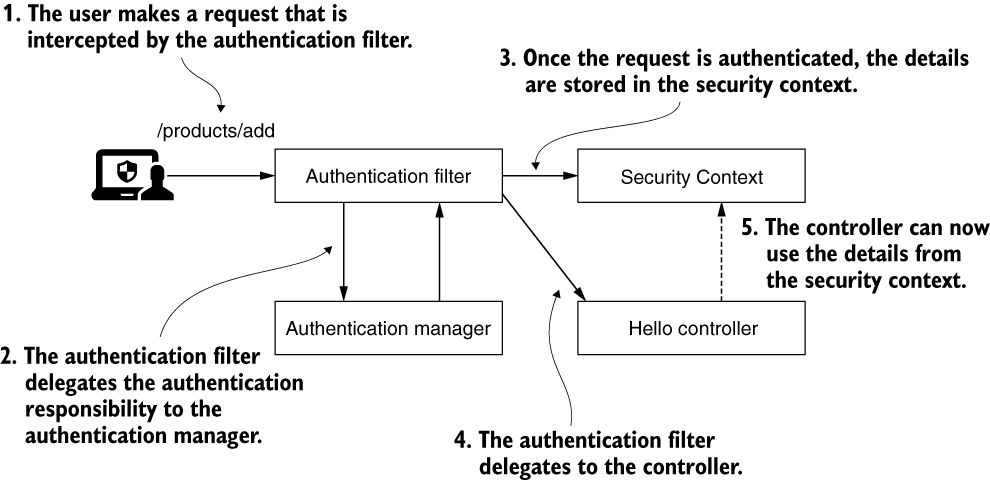 1. The user makes a request that is
intercepted by the authentication filter.
3. Once the request is authenticated, the details
are stored in the security context.
/products/add
Authentication filter
Security Context
5. The controller can now
use the details from
the security context.
Authentication manager
Hello controller
2. The authentication filter
delegates the authentication
responsibility to the
authentication manager.
4. The authentication filter
delegates to the controller.